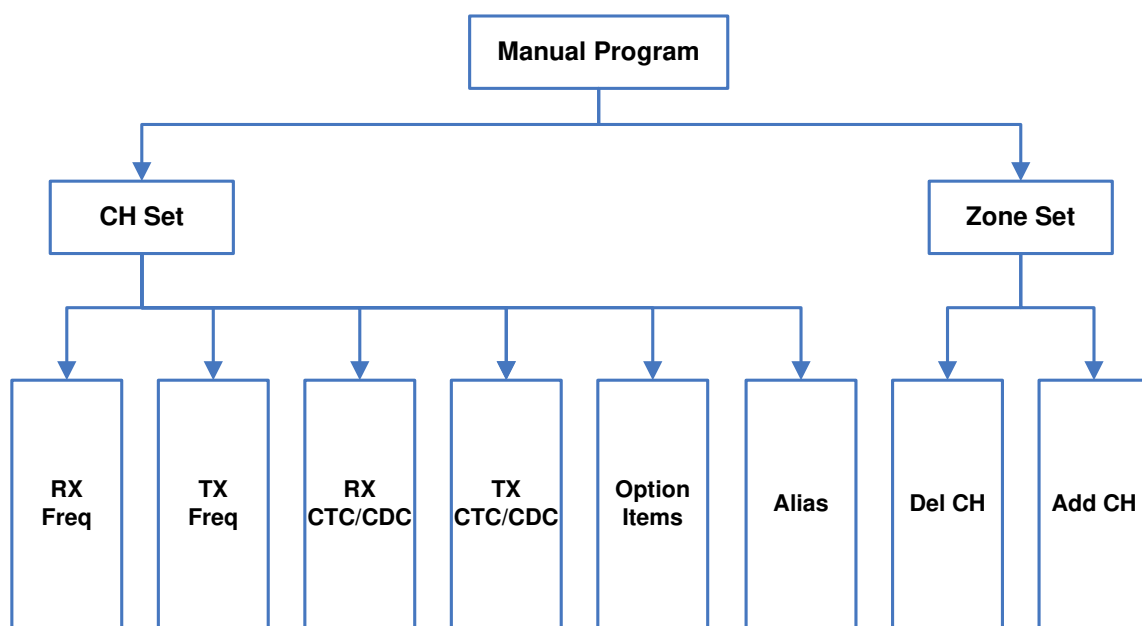 Manual Program
CH Set
Zone Set
RX
Freq
TX
Freq
RX
CTC/CDC
TX
CTC/CDC
Option
Items
Alias
Del CH
Add CH